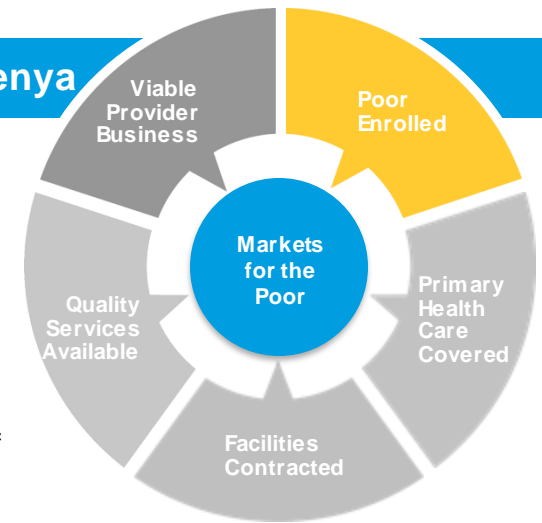 enya
Viable
Provider
Business
Poor
Enrolled
Markets
for the
Poor
Primary
Health
Care
Covered
Quality
Services
Available
Facilities
Contracted